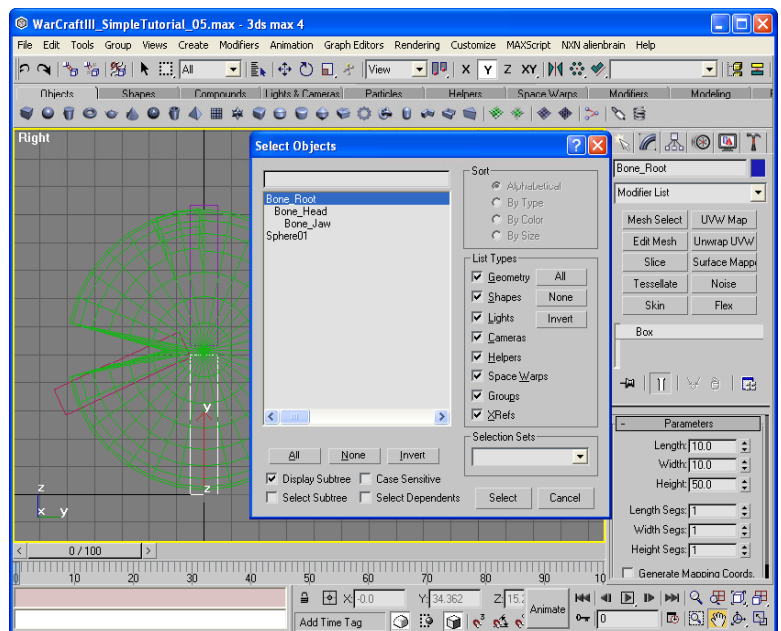 WarCraftIII_SimpleTutorial_05.max - 3ds max 4
File Edit Tools Group Views Create Modifiers Animation Graph Editors Rendering Customize MAXScript NXN alienbrain Help
All View X Y Z XY
Objects Shapes Compounds Lights & Cameras Particles Helpers Space Warps Modifiers Modeling
Right
Select Objects
Bone_Root
Bone_Head
Bone_Jaw
Sphere01
Sort
Alphabetical
By Type
By Color
By Size
List Types
Geometry All
Shapes None
Lights Invert
Cameras
Helpers
Space Warps
Groups
XRefs
Selection Sets
All None Invert
Display Subtree Case Sensitive
Select Subtree Select Dependents Select Cancel
Bone_Root
Modifier List
Mesh Select UVW Map
Edit Mesh Unwrap UVW
Slice Surface Mapp
Tessellate Noise
Skin Flex
Box
Parameters
Length: 10.0
Width: 10.0
Height: 50.0
Length Segs: 1
Width Segs: 1
Height Segs: 1
Generate Mapping Coords.
y
z
z
x y
0 / 100
0 10 20 30 40 50 60 70 80 90 10
X: -0.0 Y: 34.362 Z: 15.2 Animate
Add Time Tag 0